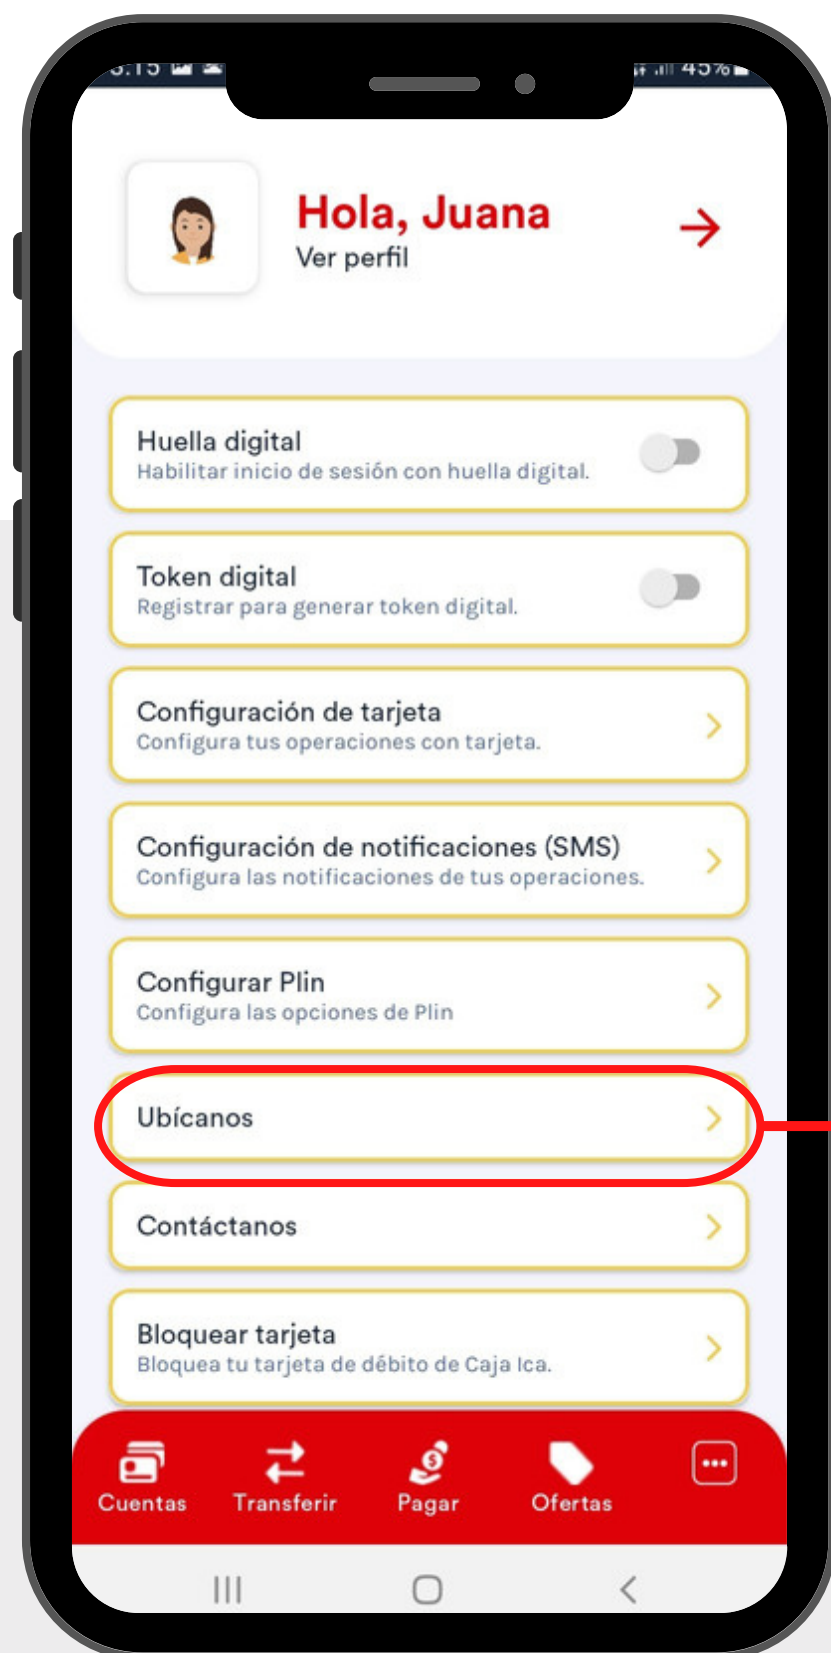 45%
Hola, Juana
Ver perfil
Huella digital
Habilitar inicio de sesión con huella digital.
Token digital
Registrar para generar token digital.
Configuración de tarjeta
Configura tus operaciones con tarjeta.
Configuración de notificaciones (SMS)
Configura las notificaciones de tus operaciones.
Configurar Plin
Configura las opciones de Plin
Ubícanos
Contáctanos
Bloquear tarjeta
Bloquea tu tarjeta de débito de Caja Ica.
Cuentas Transferir Pagar Ofertas